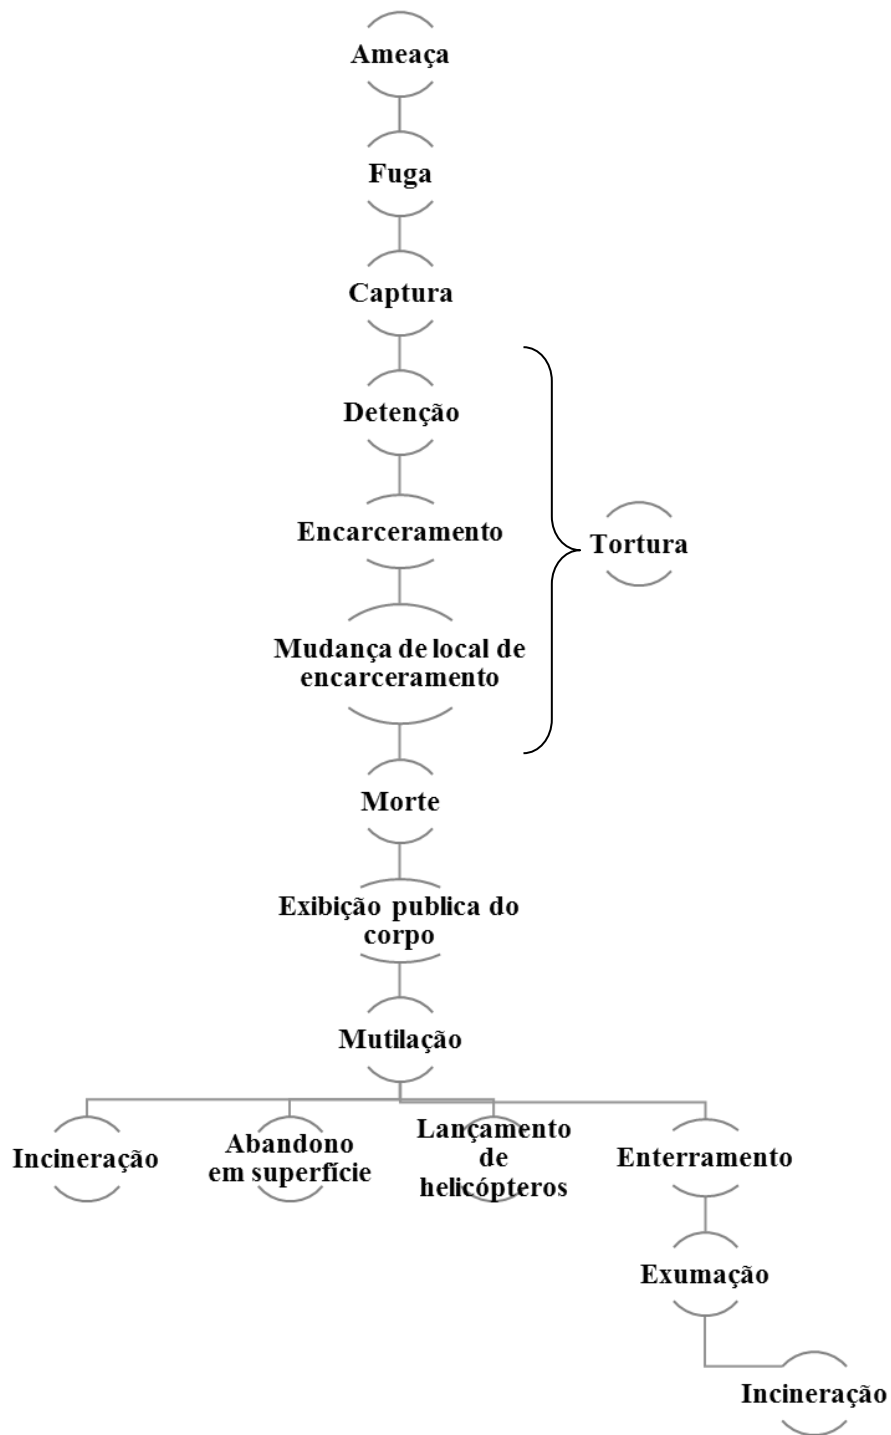 Ameaça
Fuga
Captura
Detenção
Encarceramento
Tortura
Mudança de local de
encarceramento
Morte
Exibição publica do
corpo
Mutilação
Incineração
Abandono
em superfície
Lançamento
de
helicópteros
Enterramento
Exumação
Incineração